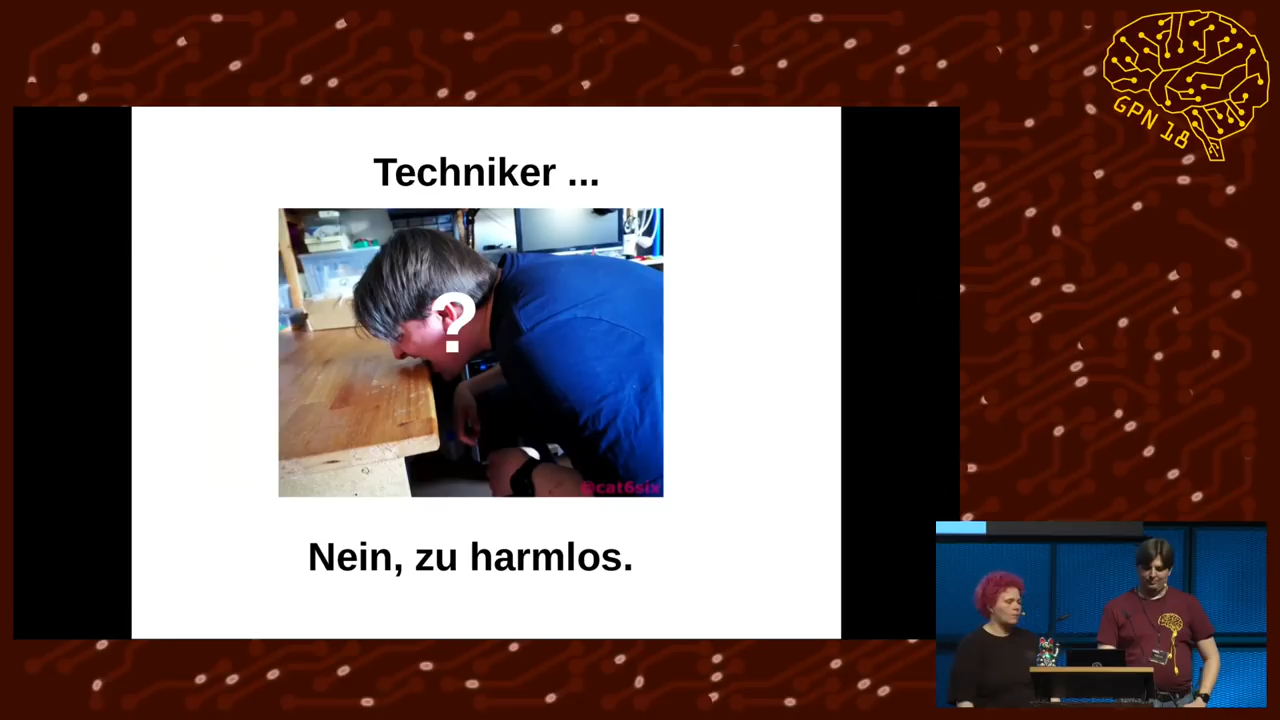 GPN 18
Techniker ...
?
@cat6six
Nein, zu harmlos.